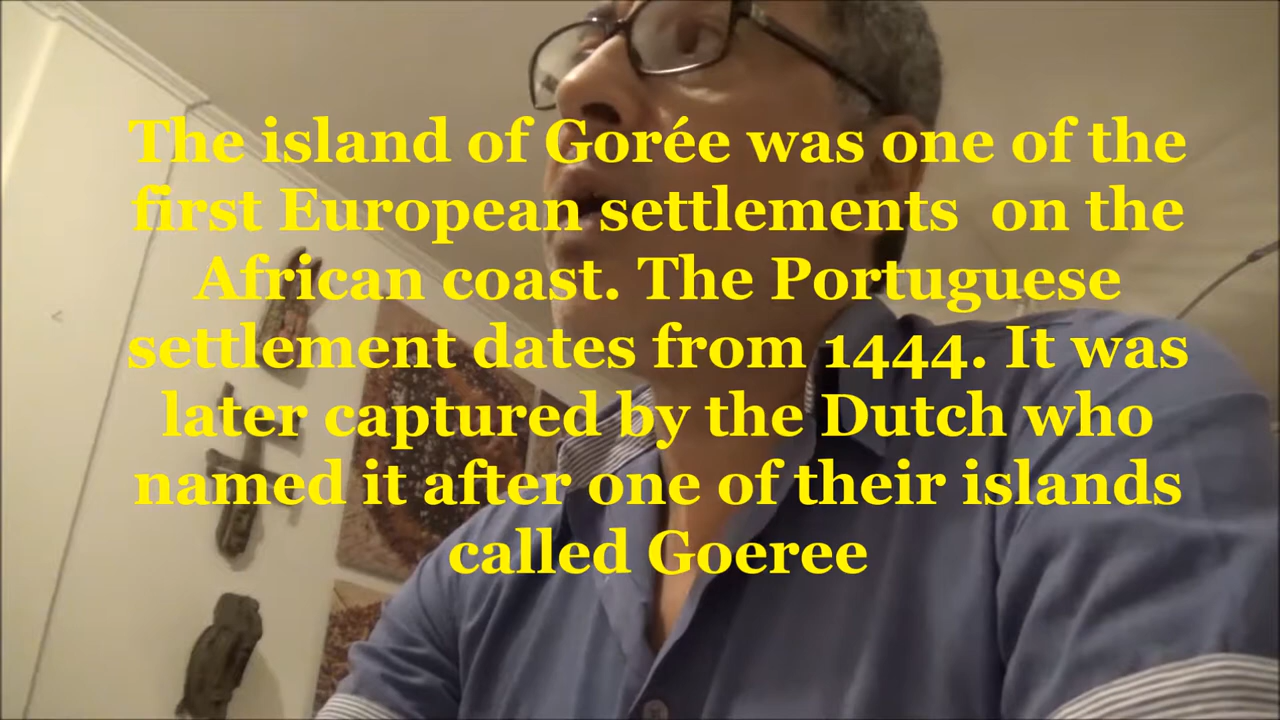 The island of Gorée was one of the
first European settlements  on the
African coast. The Portuguese
settlement dates from 1444. It was
later captured by the Dutch who
named it after one of their islands
called Goeree